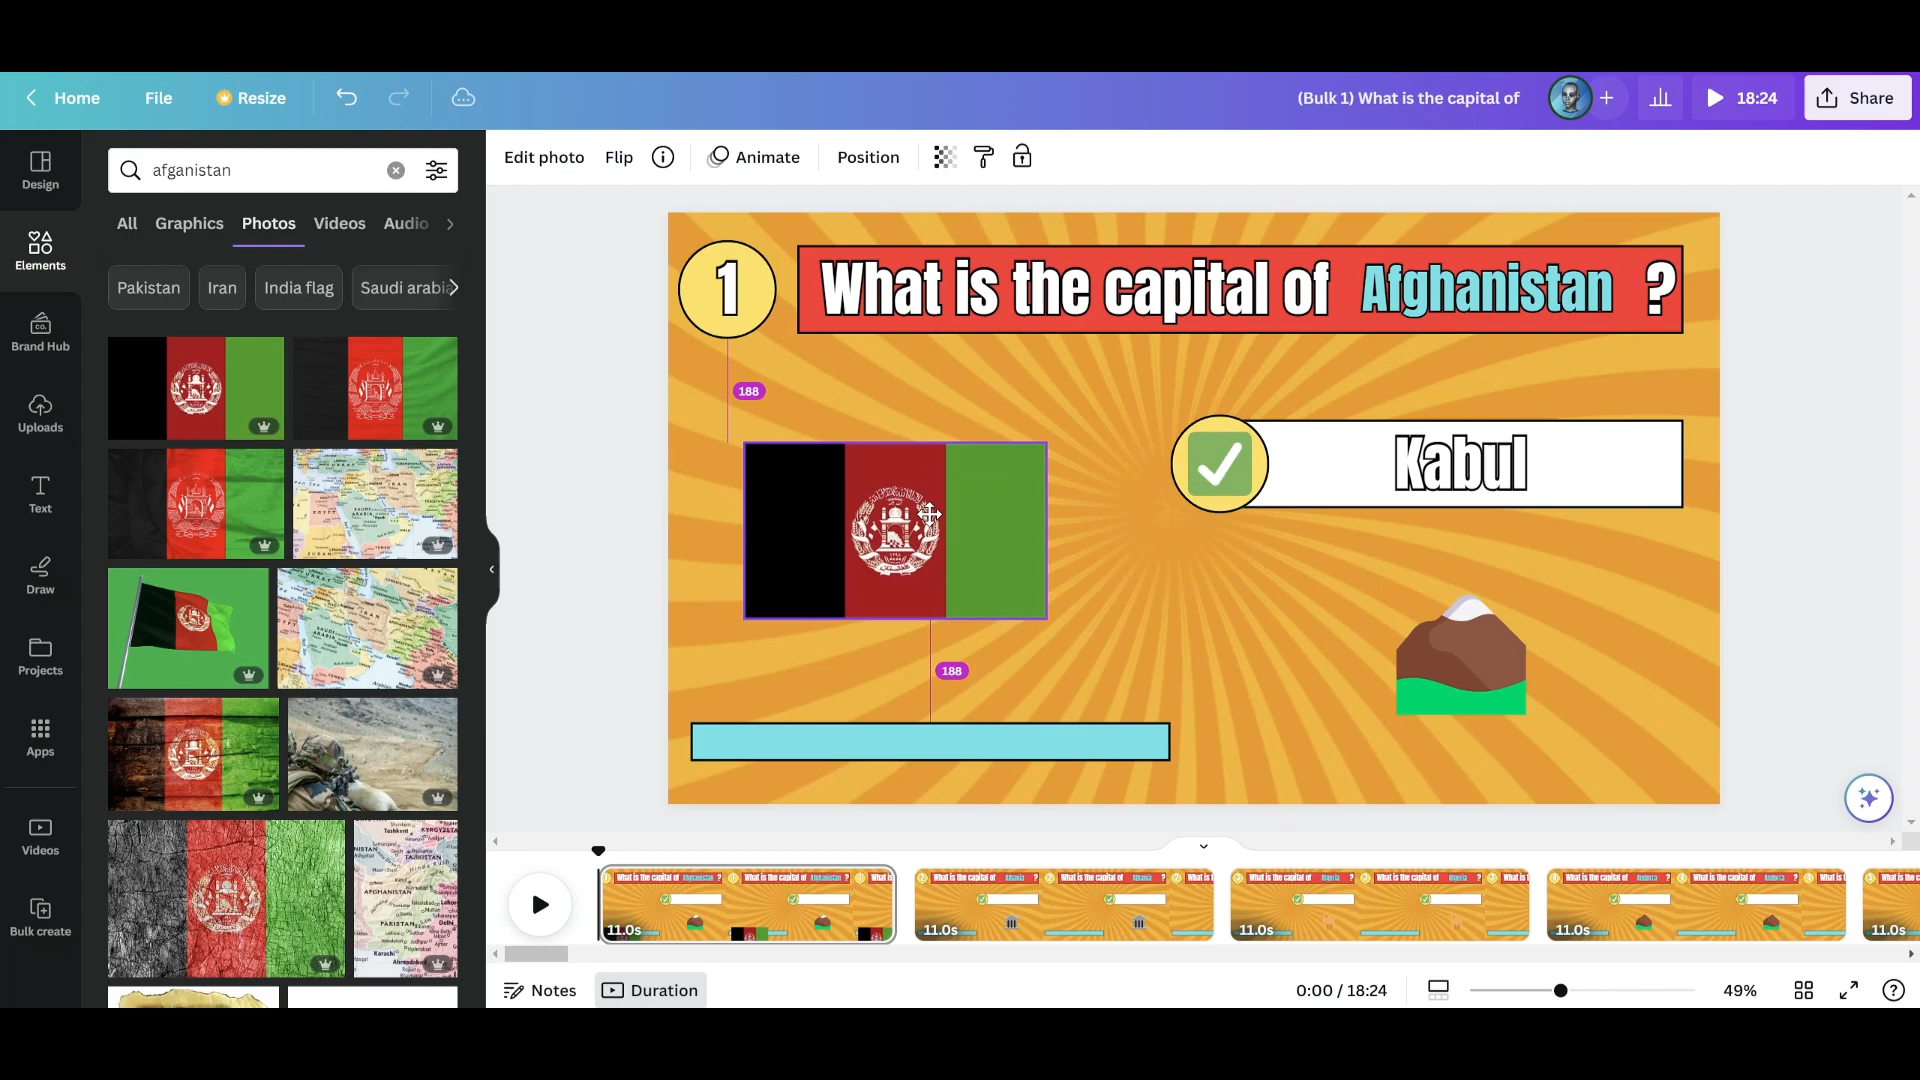 Home File Resize (Bulk 1) What is the capital of 18:24 Share
Design
Elements
Brand Hub
Uploads
Text
Draw
Projects
Apps
Videos
Bulk create
afganistan
All Graphics Photos Videos Audio
Pakistan Iran India flag Saudi arabia
Edit photo Flip Animate Position
1 What is the capital of Afghanistan ?
188
Kabul
188
11.0s
11.0s
11.0s
11.0s
11.0s
Notes Duration 0:00 / 18:24 49%